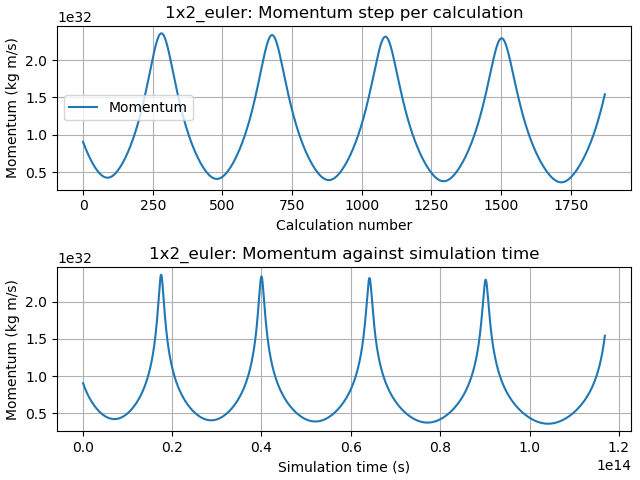 1x2_euler: Momentum step per calculation
1e32
Momentum (kg m/s)
2.0
1.5
1.0
0.5
Momentum
0 250 500 750 1000 1250 1500 1750
Calculation number
1x2_euler: Momentum against simulation time
1e32
Momentum (kg m/s)
2.0
1.5
1.0
0.5
0.0 0.2 0.4 0.6 0.8 1.0 1.2
1e14
Simulation time (s)